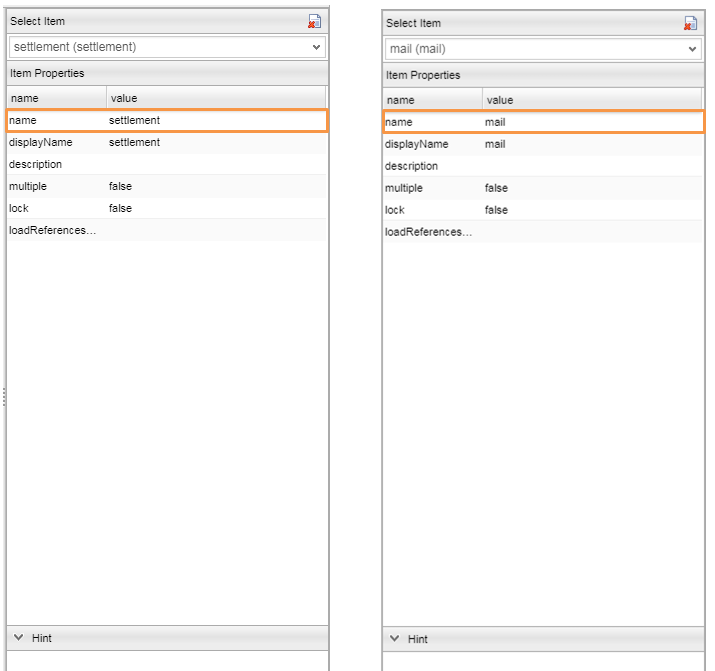 Select Item
settlement (settlement)
Item Properties
name value
name settlement
displayName settlement
description
multiple false
lock false
loadReferences...
Hint
Select Item
mail (mail)
Item Properties
name value
name mail
displayName mail
description
multiple false
lock false
loadReferences...
Hint